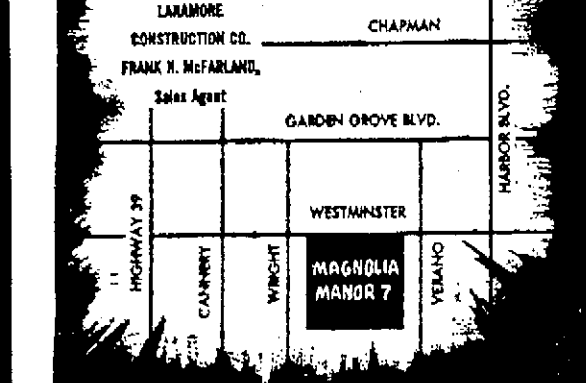 LARAMORE
CONSTRUCTION CO.
FRANK H. McFARLAND,
Sales Agent
CHAPMAN
GARDEN GROVE BLVD.
HARBOR BLVD.
WESTMINSTER
HIGHWAY 39
CANNERY
WRIGHT
MAGNOLIA
MANOR 7
VERANO